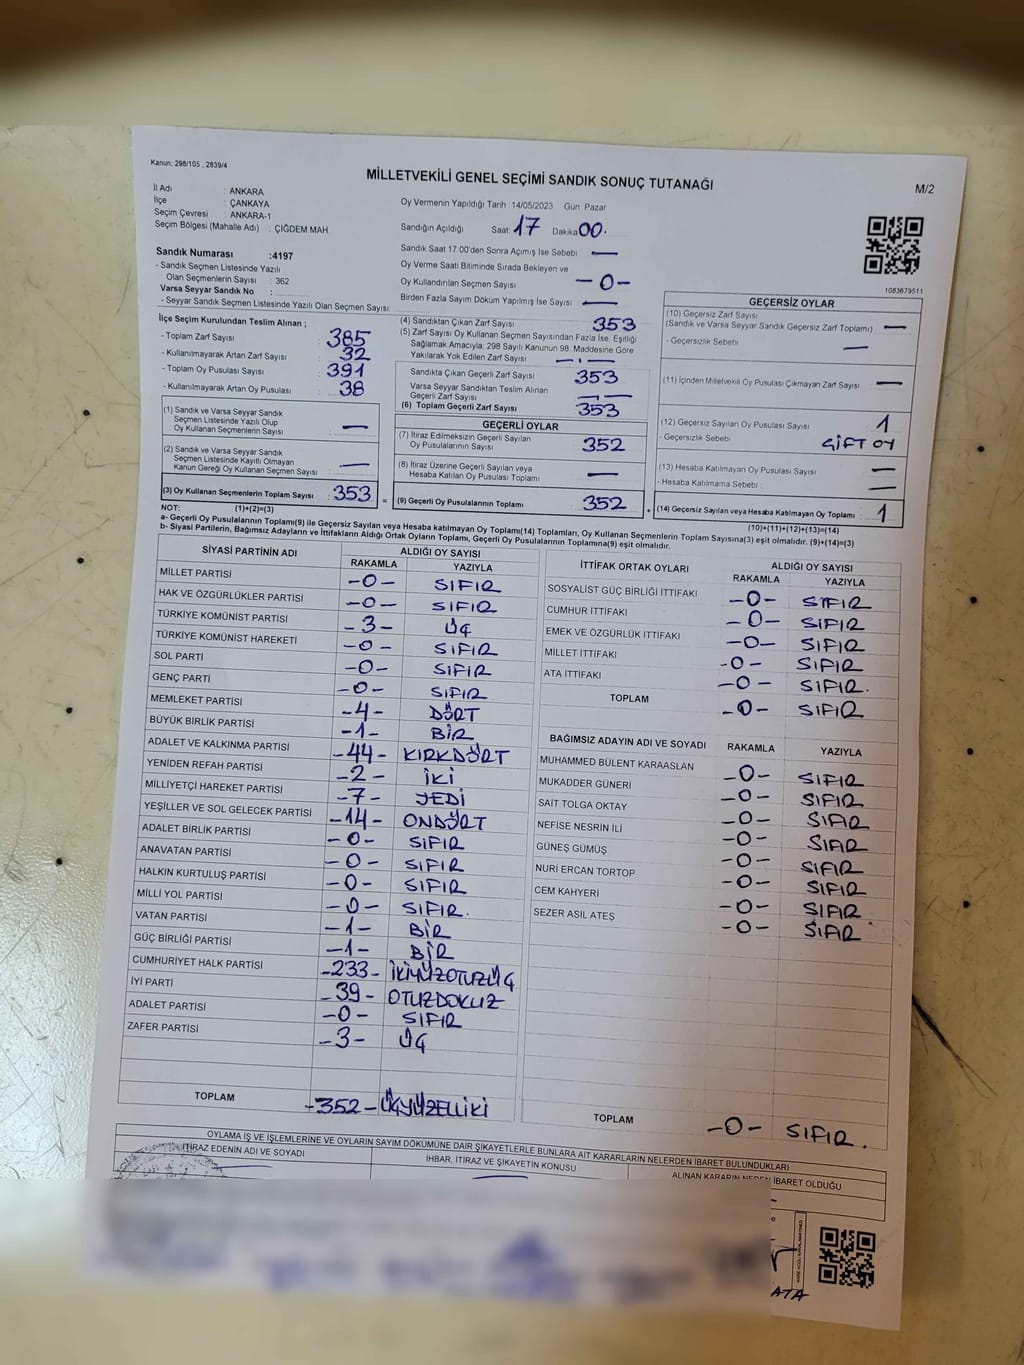 Kanun; 298/105 , 2839/4
MİLLETVEKİLİ GENEL SEÇİMİ SANDIK SONUÇ TUTANAĞI
M/2
İl Adı : ANKARA
İlçe : ÇANKAYA
Seçim Çevresi : ANKARA-1
Seçim Bölgesi (Mahalle Adı) : ÇİĞDEM MAH
Sandık Numarası :4197
- Sandık Seçmen Listesinde Yazılı
Olan Seçmenlerin Sayısı : 362
Varsa Seyyar Sandık No :
- Seyyar Sandık Seçmen Listesinde Yazılı Olan Seçmen Sayısı:
İlçe Seçim Kurulundan Teslim Alınan ;
- Toplam Zarf Sayısı : 385
- Kullanılmayarak Artan Zarf Sayısı : 32
- Toplam Oy Pusulası Sayısı : 391
- Kullanılmayarak Artan Oy Pusulası : 38
(1) Sandık ve Varsa Seyyar Sandık
Seçmen Listesinde Yazılı Olup
Oy Kullanan Seçmenlerin Sayısı : —
(2) Sandık ve Varsa Seyyar Sandık
Seçmen Listesinde Kayıtlı Olmayan
Kanun Gereği Oy Kullanan Seçmen Sayısı : —
(3) Oy Kullanan Seçmenlerin Toplam Sayısı : 353
Oy Vermenin Yapıldığı Tarih : 14/05/2023 Gün Pazar
Sandığın Açıldığı Saat: 17 Dakika 00.
Sandık Saat 17:00'den Sonra Açımış İse Sebebi : —
Oy Verme Saati Bitiminde Sırada Bekleyen ve
Oy Kullandırılan Seçmen Sayısı : -0-
Birden Fazla Sayım Döküm Yapılmış İse Sayısı : —
(4) Sandıktan Çıkan Zarf Sayısı : 353
(5) Zarf Sayısı Oy Kullanan Seçmen Sayısından Fazla İse, Eşitliği
Sağlamak Amacıyla; 298 Sayılı Kanunun 98. Maddesine Göre
Yakılarak Yok Edilen Zarf Sayısı :
Sandıkta Çıkan Geçerli Zarf Sayısı : 353
Varsa Seyyar Sandıktan Teslim Alınan
Geçerli Zarf Sayısı :
(6) Toplam Geçerli Zarf Sayısı : 353
GEÇERLİ OYLAR
(7) İtiraz Edilmeksizin Geçerli Sayılan
Oy Pusulalarının Sayısı : 352
(8) İtiraz Üzerine Geçerli Sayılan veya
Hesaba Katılan Oy Pusulası Toplamı : —
= (9) Geçerli Oy Pusulalarının Toplamı : 352
1083679511
GEÇERSİZ OYLAR
(10) Geçersiz Zarf Sayısı
(Sandık ve Varsa Seyyar Sandık Geçersiz Zarf Toplamı) : —
- Geçersizlik Sebebi : —
(11) İçinden Milletvekili Oy Pusulası Çıkmayan Zarf Sayısı : —
(12) Geçersiz Sayılan Oy Pusulası Sayısı : 1
- Geçersizlik Sebebi : ÇİFT OY
(13) Hesaba Katılmayan Oy Pusulası Sayısı : —
- Hesaba Katılmama Sebebi : —
+ (14) Geçersiz Sayılan veya Hesaba Katılmayan Oy Toplamı : 1
NOT: (1)+(2)=(3)
(10)+(11)+(12)+(13)=(14)
a- Geçerli Oy Pusulalarının Toplamı(9) ile Geçersiz Sayılan veya Hesaba katılmayan Oy Toplamı(14) Toplamları, Oy Kullanan Seçmenlerin Toplam Sayısına(3) eşit olmalıdır. (9)+(14)=(3)
b- Siyasi Partilerin, Bağımsız Adayların ve İttifakların Aldığı Ortak Oyların Toplamı, Geçerli Oy Pusulalarının Toplamına(9) eşit olmalıdır.
SİYASİ PARTİNİN ADI ALDIĞI OY SAYISI
RAKAMLA YAZIYLA
MİLLET PARTİSİ -0- SIFIR
HAK VE ÖZGÜRLÜKLER PARTİSİ -0- SIFIR
TÜRKİYE KOMÜNİST PARTİSİ -3- ÜÇ
TÜRKİYE KOMÜNİST HAREKETİ -0- SIFIR
SOL PARTİ -0- SIFIR
GENÇ PARTİ -0- SIFIR
MEMLEKET PARTİSİ -4- DÖRT
BÜYÜK BİRLİK PARTİSİ -1- BİR
ADALET VE KALKINMA PARTİSİ -44- KIRKDÖRT
YENİDEN REFAH PARTİSİ -2- İKİ
MİLLİYETÇİ HAREKET PARTİSİ -7- YEDİ
YEŞİLLER VE SOL GELECEK PARTİSİ -14- ONDÖRT
ADALET BİRLİK PARTİSİ -0- SIFIR
ANAVATAN PARTİSİ -0- SIFIR
HALKIN KURTULUŞ PARTİSİ -0- SIFIR
MİLLİ YOL PARTİSİ -0- SIFIR.
VATAN PARTİSİ -1- BİR
GÜÇ BİRLİĞİ PARTİSİ -1- BİR
CUMHURİYET HALK PARTİSİ -233- İKİYÜZOTUZÜÇ
İYİ PARTİ -39- OTUZDOKUZ
ADALET PARTİSİ -0- SIFIR
ZAFER PARTİSİ -3- ÜÇ
TOPLAM -352- ÜÇYÜZELLİİKİ
İTTİFAK ORTAK OYLARI ALDIĞI OY SAYISI
RAKAMLA YAZIYLA
SOSYALİST GÜÇ BİRLİĞİ İTTİFAKI -0- SIFIR
CUMHUR İTTİFAKI -0- SIFIR
EMEK VE ÖZGÜRLÜK İTTİFAKI -0- SIFIR
MİLLET İTTİFAKI -0- SIFIR
ATA İTTİFAKI -0- SIFIR.
TOPLAM -0- SIFIR
BAĞIMSIZ ADAYIN ADI VE SOYADI RAKAMLA YAZIYLA
MUHAMMED BÜLENT KARAASLAN -0- SIFIR
MUKADDER GÜNERİ -0- SIFIR
SAİT TOLGA OKTAY -0- SIFIR
NEFİSE NESRİN İLİ -0- SIFIR
GÜNEŞ GÜMÜŞ -0- SIFIR
NURİ ERCAN TORTOP -0- SIFIR
CEM KAHYERİ -0- SIFIR
SEZER ASİL ATEŞ -0- SIFIR
TOPLAM -0- SIFIR.
OYLAMA İŞ VE İŞLEMLERİNE VE OYLARIN SAYIM DÖKÜMÜNE DAİR ŞİKAYETLERLE BUNLARA AİT KARARLARIN NELERDEN İBARET BULUNDUKLARI
İTİRAZ EDENİN ADI VE SOYADI
İHBAR, İTİRAZ VE ŞİKAYETİN KONUSU
ALINAN KARARIN NEDEN İBARET OLDUĞU